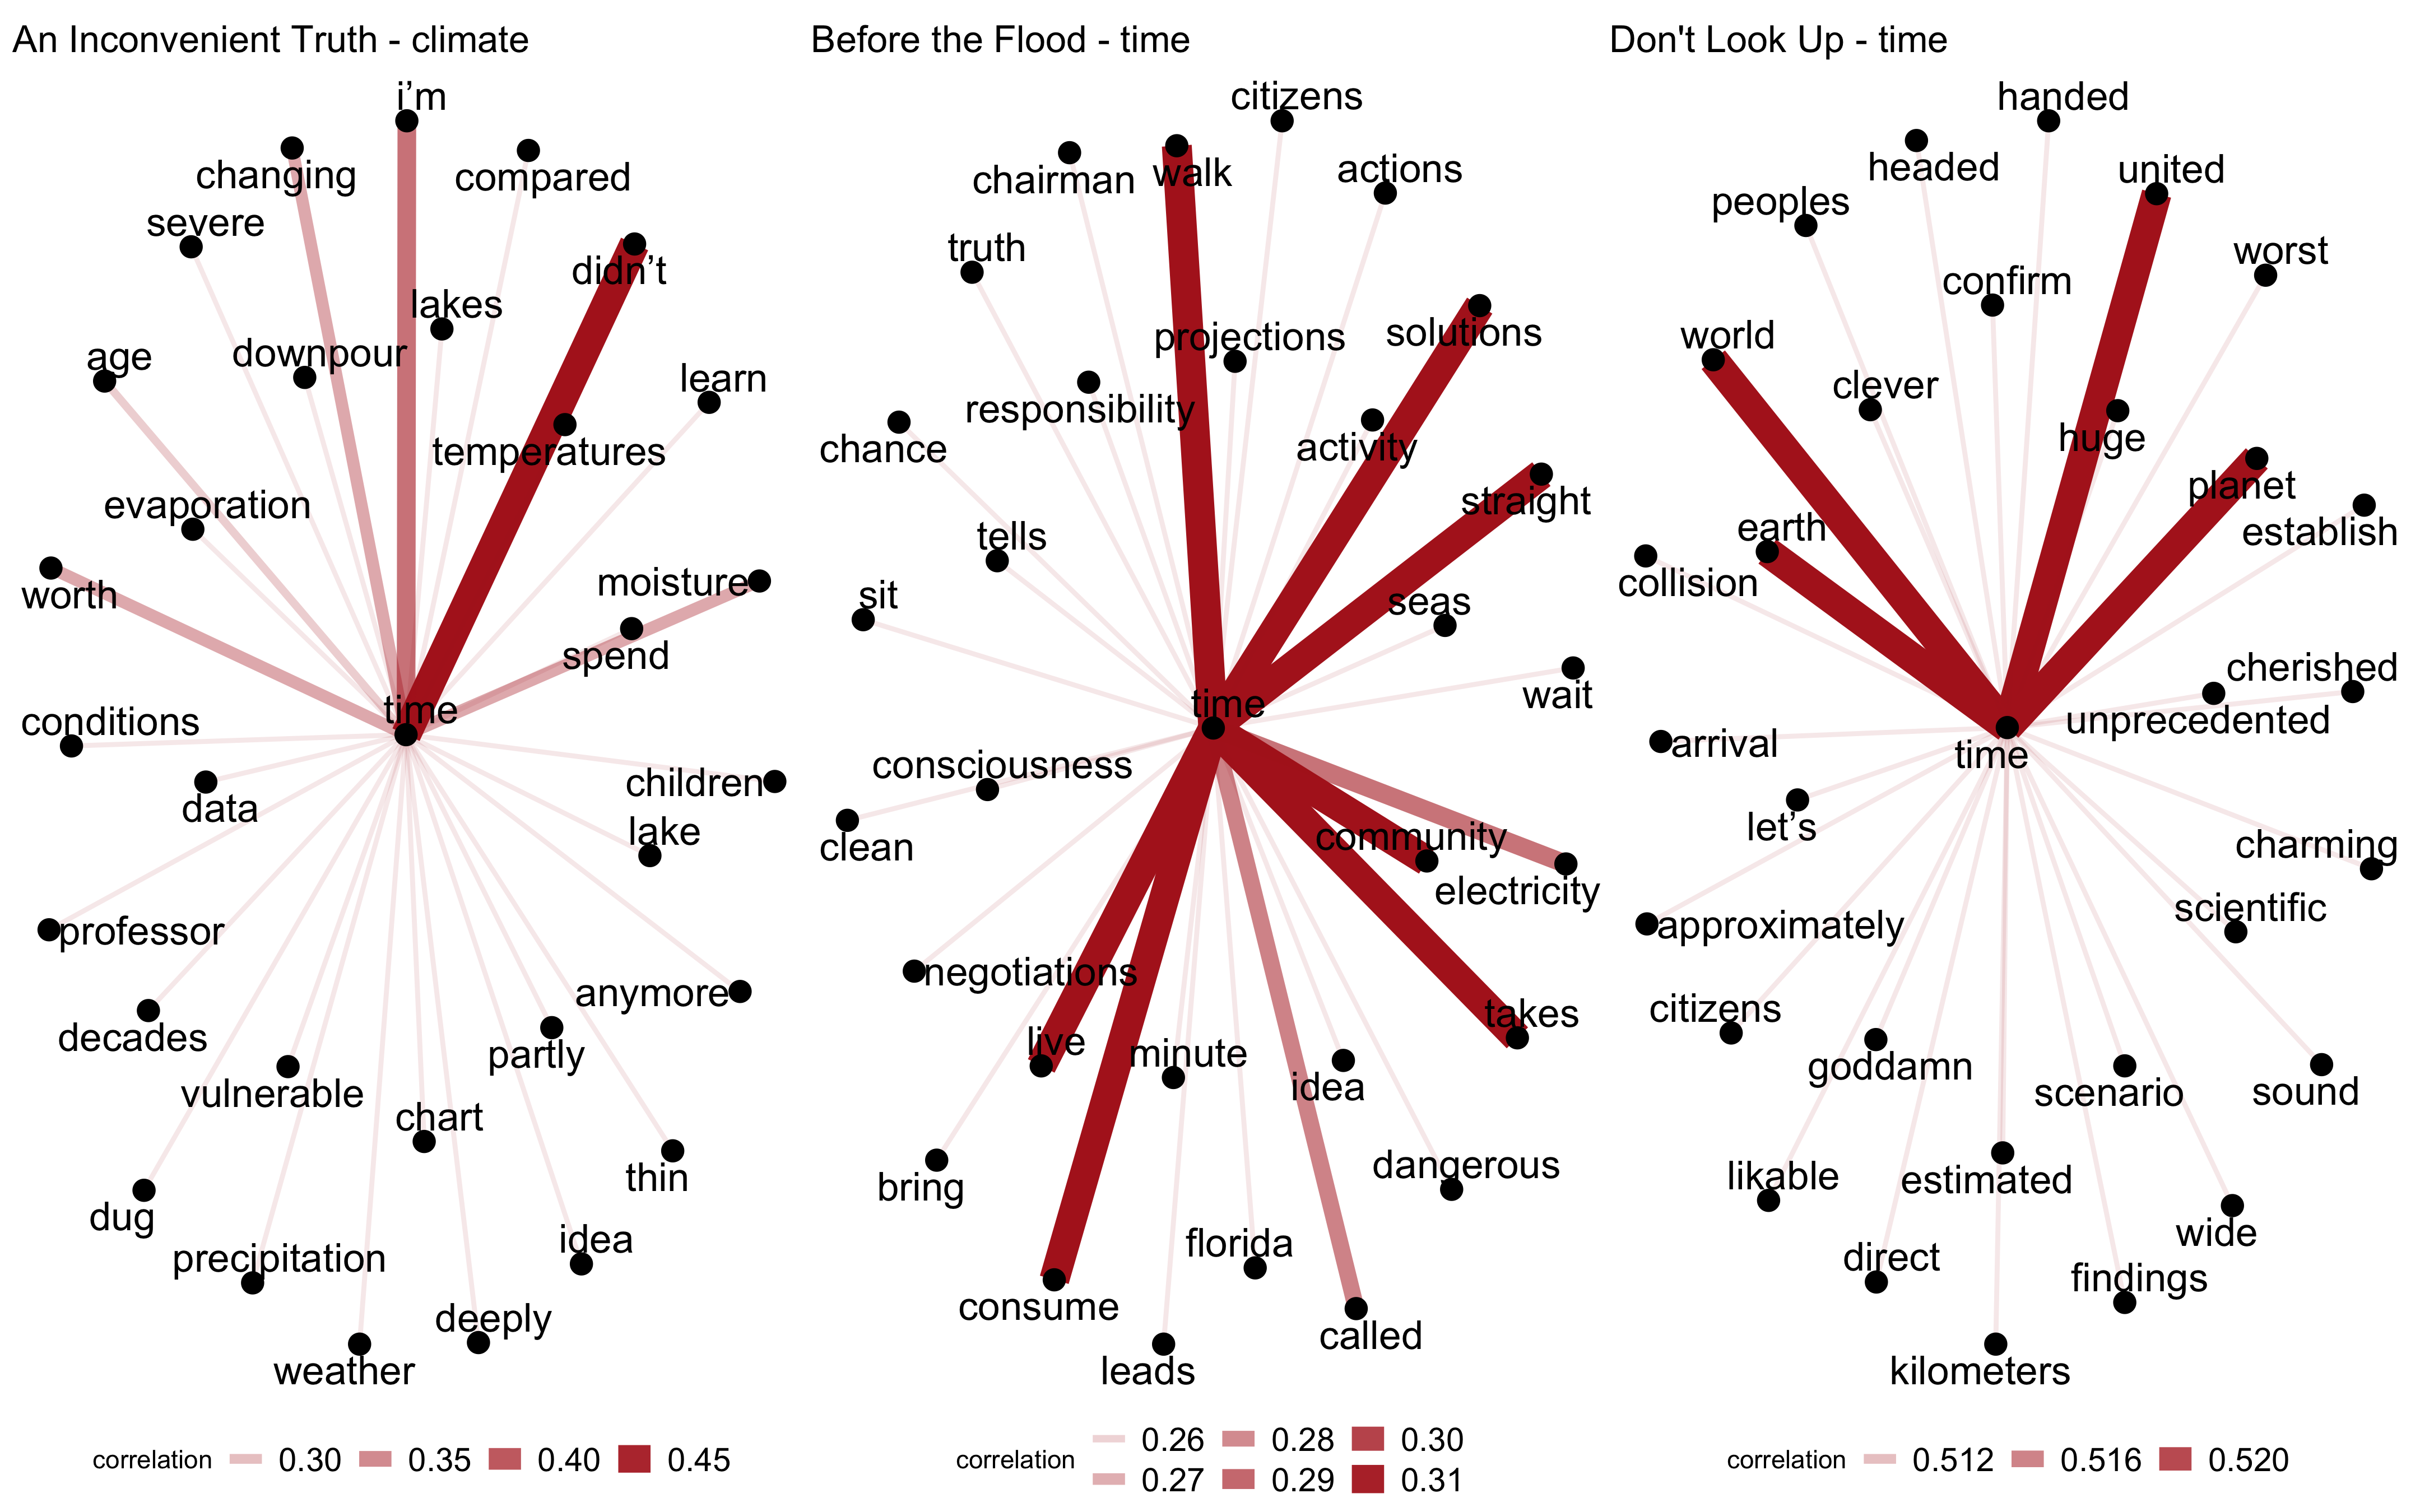 An Inconvenient Truth - climate
i’m
changing
compared
severe
didn’t
lakes
age
downpour
learn
temperatures
evaporation
moisture
worth
spend
time
conditions
children
data
lake
professor
anymore
decades
partly
vulnerable
chart
thin
dug
idea
precipitation
deeply
weather
correlation 0.30 0.35 0.40 0.45
Before the Flood - time
citizens
chairman
walk
actions
truth
projections
solutions
responsibility
chance
activity
straight
tells
sit
seas
wait
time
consciousness
community
clean
electricity
negotiations
takes
live
minute
idea
bring
dangerous
florida
consume
called
leads
correlation
0.26 0.28 0.30
0.27 0.29 0.31
Don't Look Up - time
handed
headed
united
peoples
worst
confirm
world
clever
huge
planet
earth
establish
collision
cherished
unprecedented
arrival
time
let’s
charming
scientific
approximately
citizens
goddamn
scenario
sound
likable
estimated
wide
direct
findings
kilometers
correlation 0.512 0.516 0.520